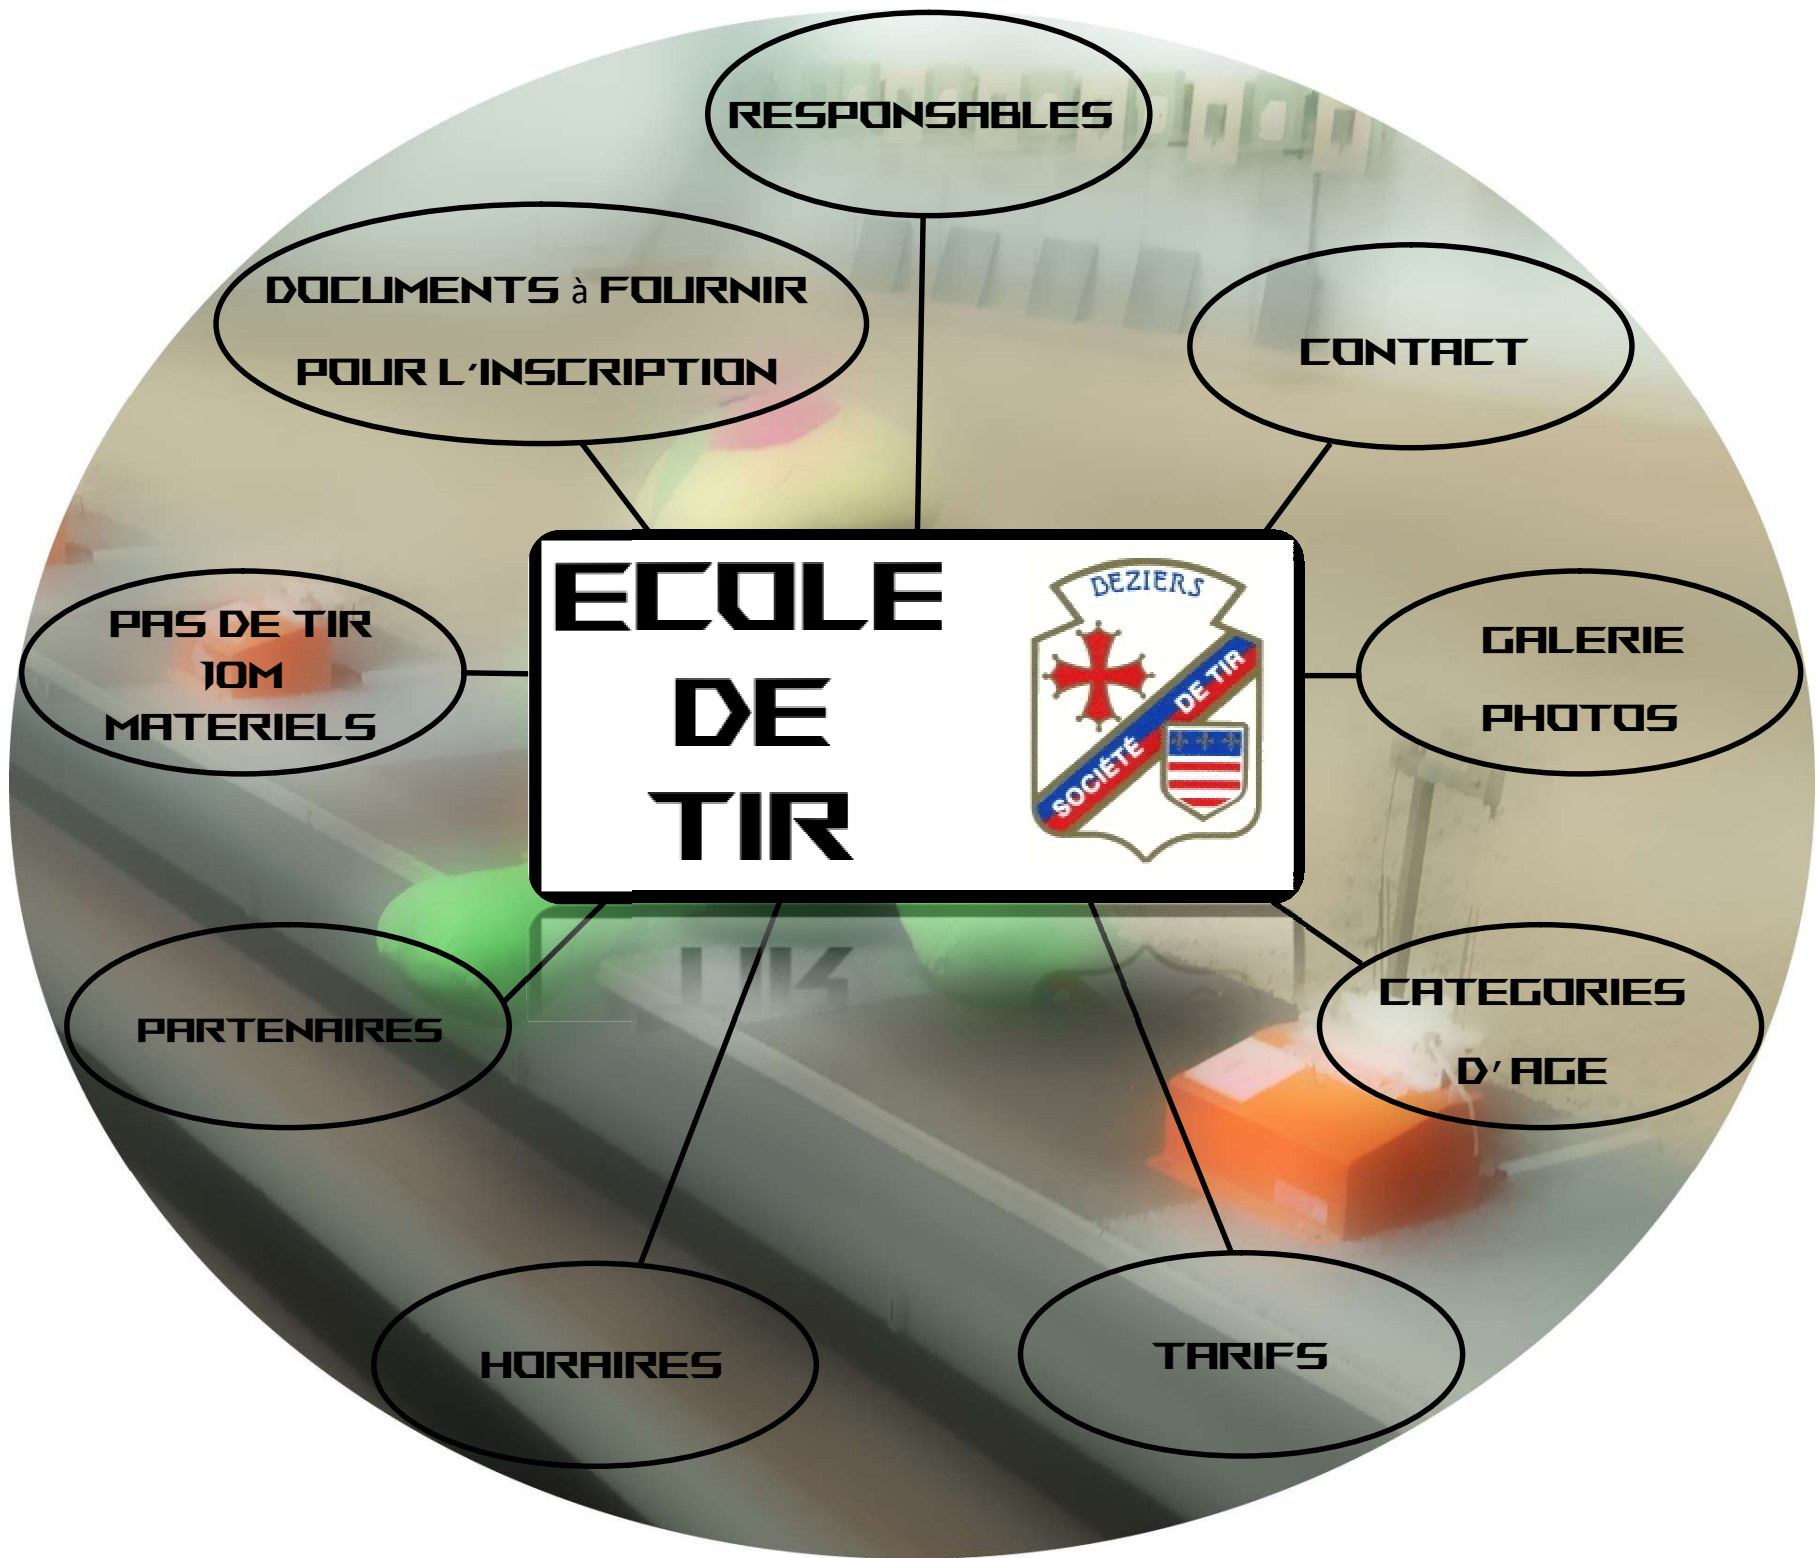 RESPONSABLES
DOCUMENTS à FOURNIR
POUR L'INSCRIPTION
CONTACT
PAS DE TIR
10M
MATERIELS
ECOLE
DE
TIR
BEZIERS
SOCIÉTÉ DE TIR
GALERIE
PHOTOS
PARTENAIRES
CATEGORIES
D'AGE
HORAIRES
TARIFS